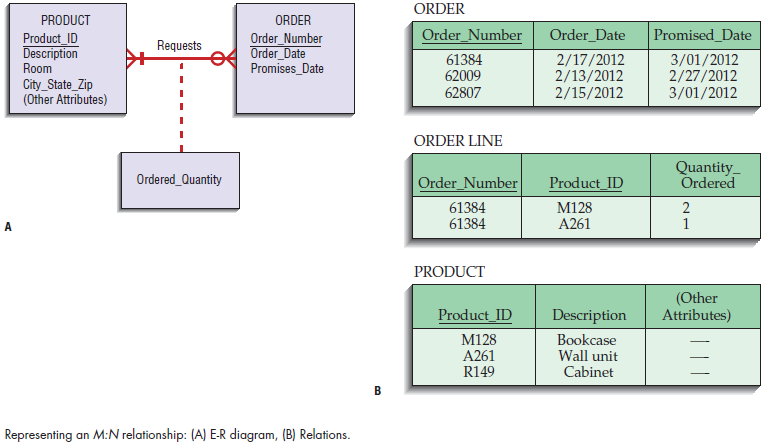 PRODUCT
Product_ID
Description
Room
City_State_Zip
(Other Attributes)
Requests
ORDER
Order_Number
Order_Date
Promises_Date
Ordered_Quantity
A
ORDER
Order_Number Order_Date Promised_Date
61384 2/17/2012 3/01/2012
62009 2/13/2012 2/27/2012
62807 2/15/2012 3/01/2012
ORDER LINE
Order_Number Product_ID Quantity_
Ordered
61384 M128 2
61384 A261 1
PRODUCT
Product_ID Description (Other
Attributes)
M128 Bookcase —
A261 Wall unit —
R149 Cabinet —
B
Representing an M:N relationship: (A) E-R diagram, (B) Relations.